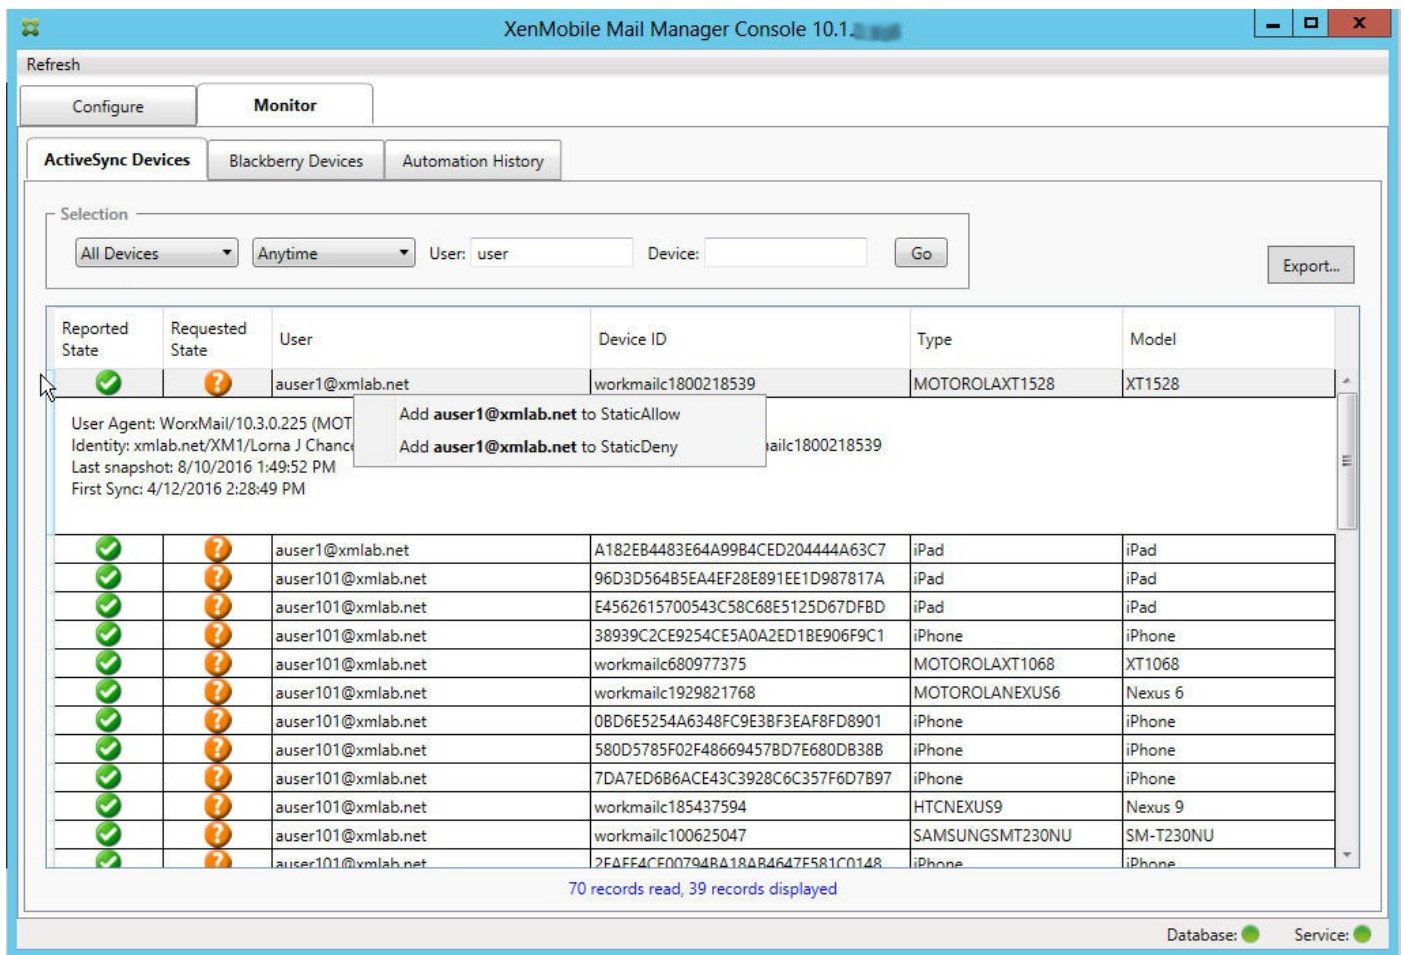 XenMobile Mail Manager Console 10.1.
Refresh
Configure Monitor
ActiveSync Devices Blackberry Devices Automation History
Selection
All Devices Anytime User: user Device: Go
Export...
Reported State Requested State User Device ID Type Model
auser1@xmlab.net workmailc1800218539 MOTOROLAXT1528 XT1528
Add auser1@xmlab.net to StaticAllow
Add auser1@xmlab.net to StaticDeny
User Agent: WorxMail/10.3.0.225 (MOT
Identity: xmlab.net/XM1/Lorna J Chance ailc1800218539
Last snapshot: 8/10/2016 1:49:52 PM
First Sync: 4/12/2016 2:28:49 PM
auser1@xmlab.net A182EB4483E64A99B4CED204444A63C7 iPad iPad
auser101@xmlab.net 96D3D564B5EA4EF28E891EE1D987817A iPad iPad
auser101@xmlab.net E4562615700543C58C68E5125D67DFBD iPad iPad
auser101@xmlab.net 38939C2CE9254CE5A0A2ED1BE906F9C1 iPhone iPhone
auser101@xmlab.net workmailc680977375 MOTOROLAXT1068 XT1068
auser101@xmlab.net workmailc1929821768 MOTOROLANEXUS6 Nexus 6
auser101@xmlab.net 0BD6E5254A6348FC9E3BF3EAF8FD8901 iPhone iPhone
auser101@xmlab.net 580D5785F02F48669457BD7E680DB38B iPhone iPhone
auser101@xmlab.net 7DA7ED6B6ACE43C3928C6C357F6D7B97 iPhone iPhone
auser101@xmlab.net workmailc185437594 HTCNEXUS9 Nexus 9
auser101@xmlab.net workmailc100625047 SAMSUNGSMT230NU SM-T230NU
auser101@xmlab.net 2EAFF4CE00794BA18AB4647F581C0148 iPhone iPhone
70 records read, 39 records displayed
Database: Service: